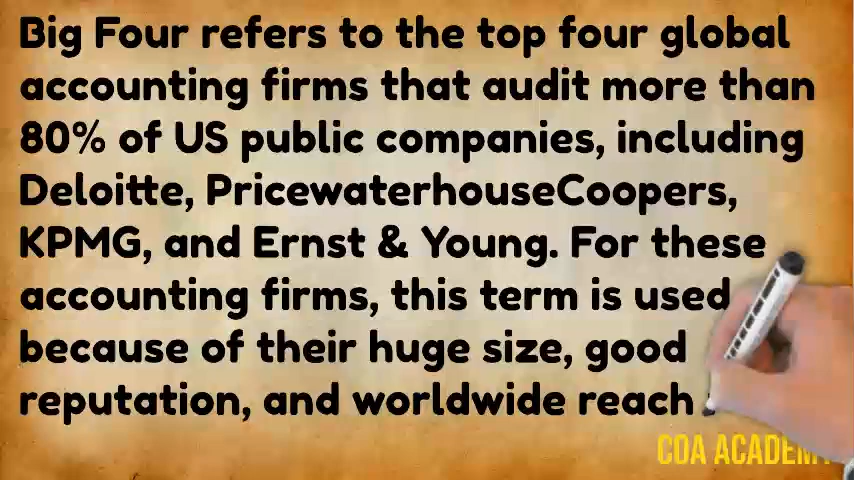 Big Four refers to the top four global
accounting firms that audit more than
80% of US public companies, including
Deloitte, PricewaterhouseCoopers,
KPMG, and Ernst & Young. For these
accounting firms, this term is used
because of their huge size, good
reputation, and worldwide reach .
COA ACADEMY